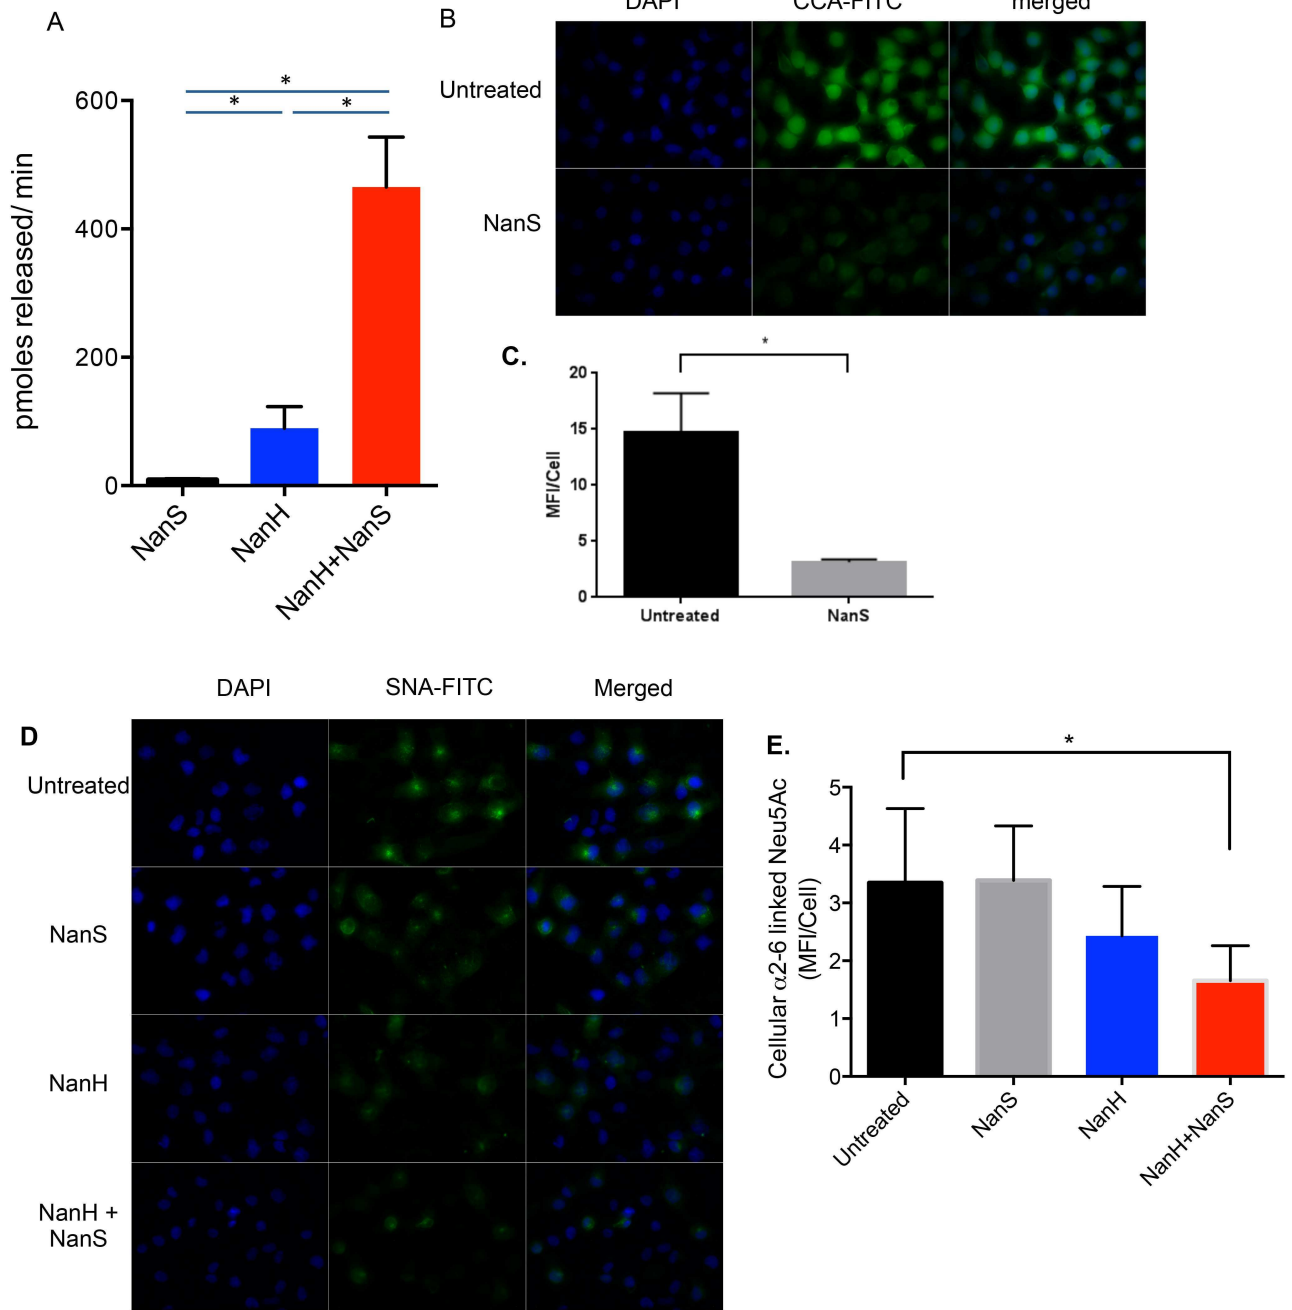 A
600
400
200
0
pmoles released/ min
*
*
*
NanS
NanH
NanH+NanS
B
DAPI
CCA-FITC
merged
Untreated
NanS
C.
*
20
15
10
5
0
MFI/Cell
Untreated
NanS
DAPI
SNA-FITC
Merged
D
Untreated
NanS
NanH
NanH +
NanS
E.
*
5
4
3
2
1
0
Cellular α2-6 linked Neu5Ac
(MFI/Cell)
Untreated
NanS
NanH
NanH+NanS